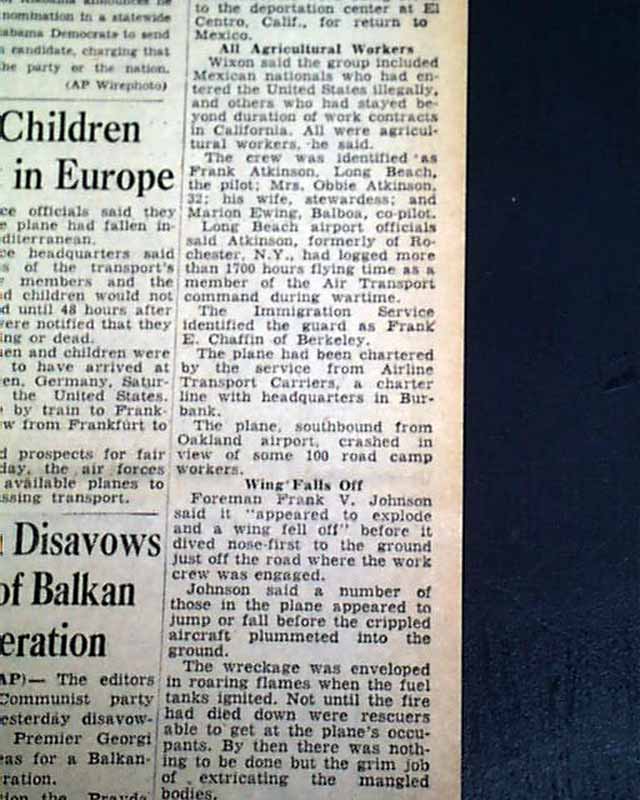 nomination in a statewide
abama Democrats to send
candidate, charging that
he party or the nation.
(AP Wirephoto)
Children
in Europe
ce officials said they
e plane had fallen in-
diterranean.
ce headquarters said
s of the transport's
members and the
d children would not
d until 48 hours after
were notified that they
ing or dead.
en and children were
to have arrived at
en, Germany, Satur-
the United States.
by train to Frank-
w from Frankfurt to
d prospects for fair
day, the air forces
available planes to
ssing transport.
Disavows
of Balkan
eration
AP)— The editors
Communist party
esterday disavow-
Premier Georgi
eas for a Balkan-
ration.
tion the Pravda
to the deportation center at El
Centro, Calif., for return to
Mexico.
All Agricultural Workers
Wixon said the group included
Mexican nationals who had en-
tered the United States illegally,
and others who had stayed be-
yond duration of work contracts
in California. All were agricul-
tural workers, he said.
The crew was identified as
Frank Atkinson, Long Beach,
the pilot; Mrs. Obbie Atkinson,
32; his wife, stewardess; and
Marion Ewing, Balboa, co-pilot.
Long Beach airport officials
said Atkinson, formerly of Ro-
chester, N.Y., had logged more
than 1700 hours flying time as a
member of the Air Transport
command during wartime.
The Immigration Service
identified the guard as Frank
E. Chaffin of Berkeley.
The plane had been chartered
by the service from Airline
Transport Carriers, a charter
line with headquarters in Bur-
bank.
The plane, southbound from
Oakland airport, crashed in
view of some 100 road camp
workers.
Wing Falls Off
Foreman Frank V. Johnson
said it "appeared to explode
and a wing fell off" before it
dived nose-first to the ground
just off the road where the work
crew was engaged.
Johnson said a number of
those in the plane appeared to
jump or fall before the crippled
aircraft plummeted into the
ground.
The wreckage was enveloped
in roaring flames when the fuel
tanks ignited. Not until the fire
had died down were rescuers
able to get at the plane's occu-
pants. By then there was noth-
ing to be done but the grim job
of extricating the mangled
bodies.